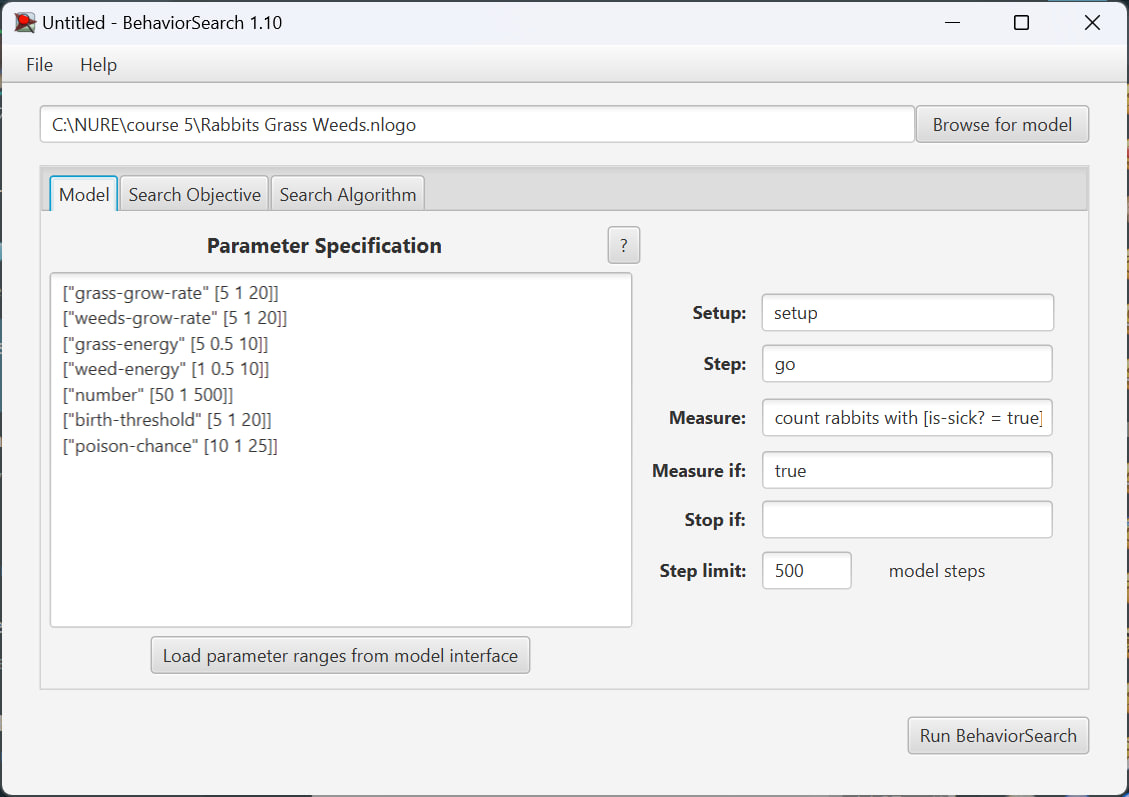 Untitled - BehaviorSearch 1.10
File Help
C:\NURE\course 5\Rabbits Grass Weeds.nlogo
Browse for model
Model Search Objective Search Algorithm
Parameter Specification
?
["grass-grow-rate" [5 1 20]]
["weeds-grow-rate" [5 1 20]]
["grass-energy" [5 0.5 10]]
["weed-energy" [1 0.5 10]]
["number" [50 1 500]]
["birth-threshold" [5 1 20]]
["poison-chance" [10 1 25]]
Load parameter ranges from model interface
Setup: setup
Step: go
Measure: count rabbits with [is-sick? = true]
Measure if: true
Stop if:
Step limit: 500 model steps
Run BehaviorSearch